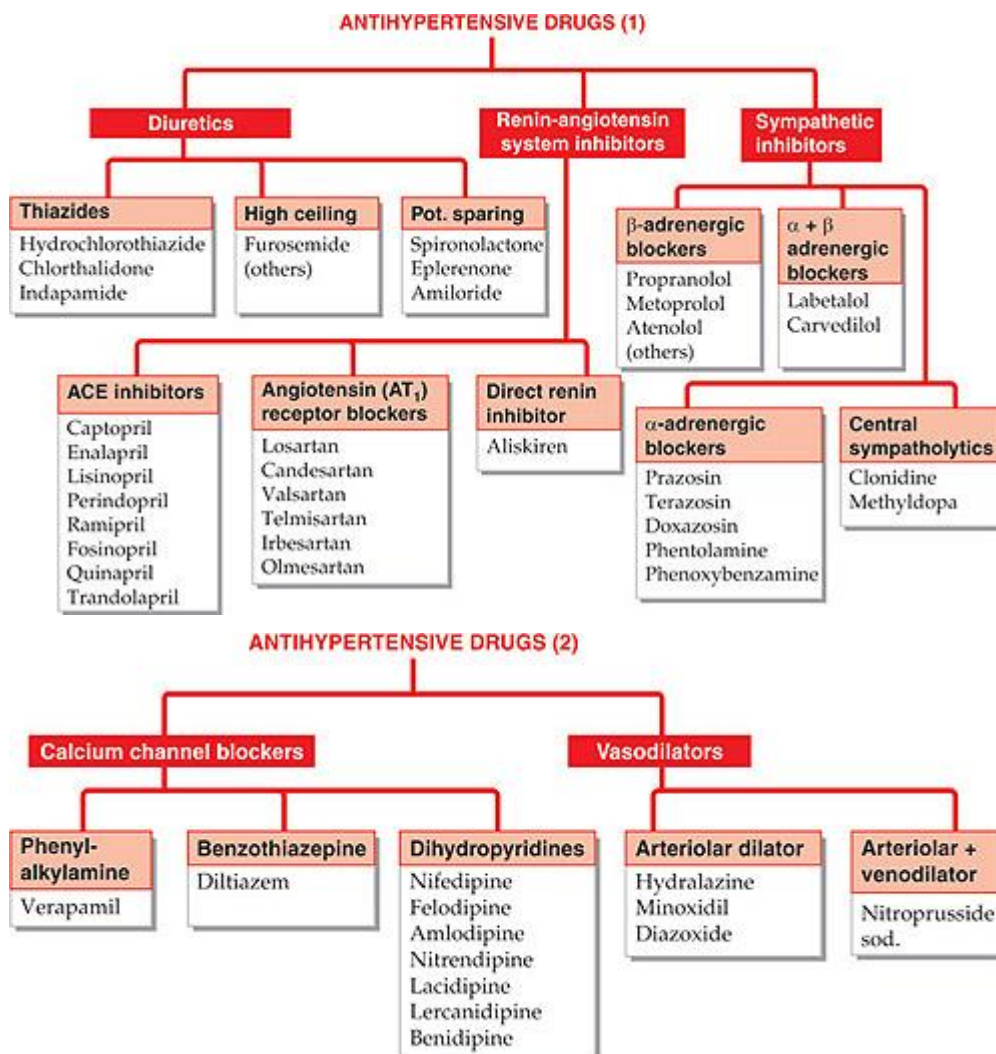 ANTIHYPERTENSIVE DRUGS (1)
Diuretics
Renin-angiotensin
system inhibitors
Sympathetic
inhibitors
Thiazides
Hydrochlorothiazide
Chlorthalidone
Indapamide
High ceiling
Furosemide
(others)
Pot. sparing
Spironolactone
Eplerenone
Amiloride
β-adrenergic
blockers
Propranolol
Metoprolol
Atenolol
(others)
α + β
adrenergic
blockers
Labetalol
Carvedilol
ACE inhibitors
Captopril
Enalapril
Lisinopril
Perindopril
Ramipril
Fosinopril
Quinapril
Trandolapril
Angiotensin (AT₁)
receptor blockers
Losartan
Candesartan
Valsartan
Telmisartan
Irbesartan
Olmesartan
Direct renin
inhibitor
Aliskiren
α-adrenergic
blockers
Prazosin
Terazosin
Doxazosin
Phentolamine
Phenoxybenzamine
Central
sympatholytics
Clonidine
Methyldopa
ANTIHYPERTENSIVE DRUGS (2)
Calcium channel blockers
Vasodilators
Phenyl-
alkylamine
Verapamil
Benzothiazepine
Diltiazem
Dihydropyridines
Nifedipine
Felodipine
Amlodipine
Nitrendipine
Lacidipine
Lercanidipine
Benidipine
Arteriolar dilator
Hydralazine
Minoxidil
Diazoxide
Arteriolar +
venodilator
Nitroprusside
sod.